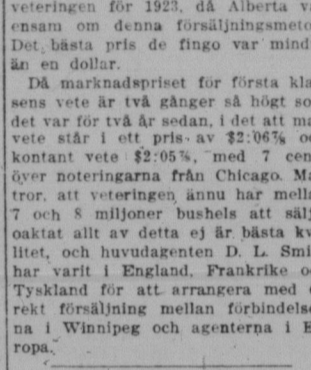 veteringen för 1923, då Alberta v
ensam om denna försäljningsmeto
Det bästa pris de fingo var mind
än en dollar.
Då marknadspriset för första kla
sens vete är två gånger så högt so
det var för två år sedan, i det att ma
vete står i ett pris av $2:06⅞ o
kontant vete $2:05⅞, med 7 cen
över noteringarna från Chicago. Ma
tror, att veteringen ännu har mella
7 och 8 miljoner bushels att sälj
oaktat allt av detta ej är bästa kv
litet, och huvudagenten D. L. Smi
har varit i England, Frankrike o
Tyskland för att arrangera med
rekt försäljning mellan förbindels
na i Winnipeg och agenterna i E
ropa.